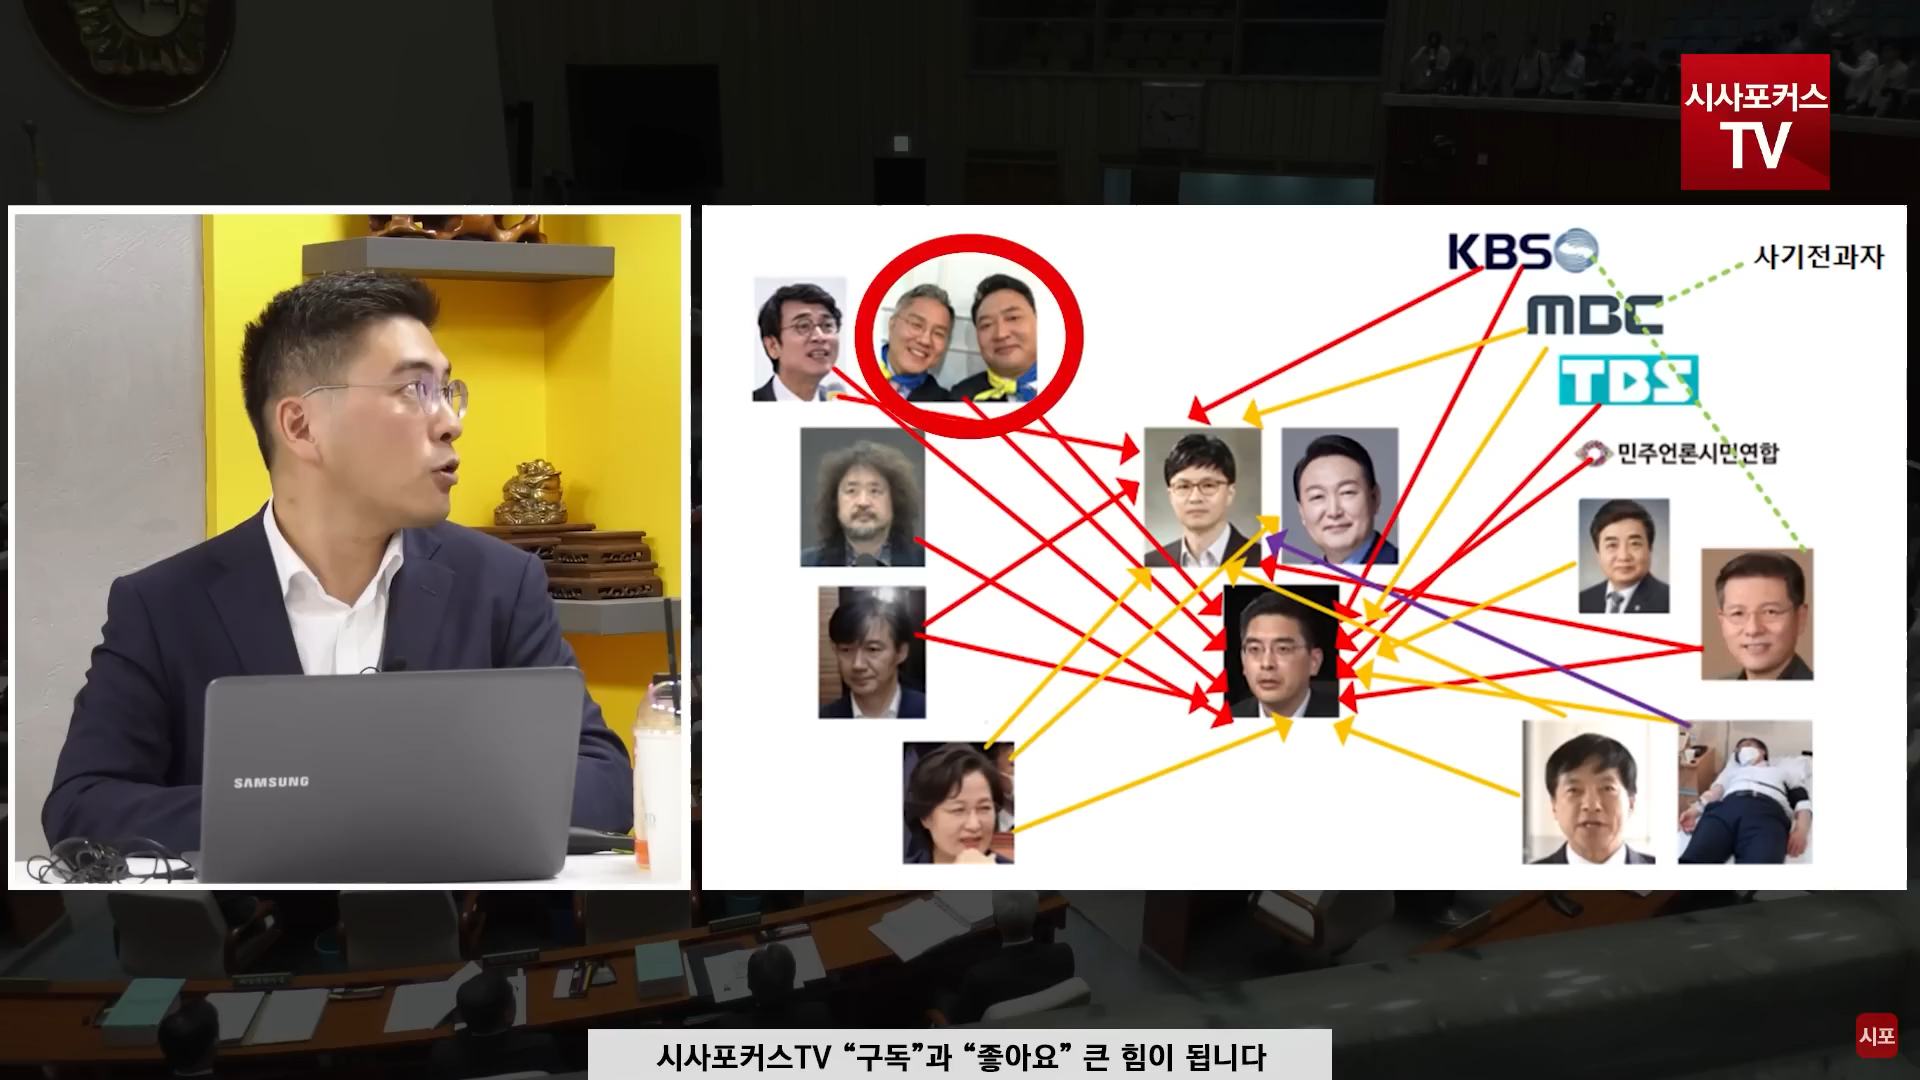 시사포커스
TV
KBS
사기전과자
MBC
TBS
민주언론시민연합
SAMSUNG
시포
시사포커스TV “구독”과 “좋아요” 큰 힘이 됩니다